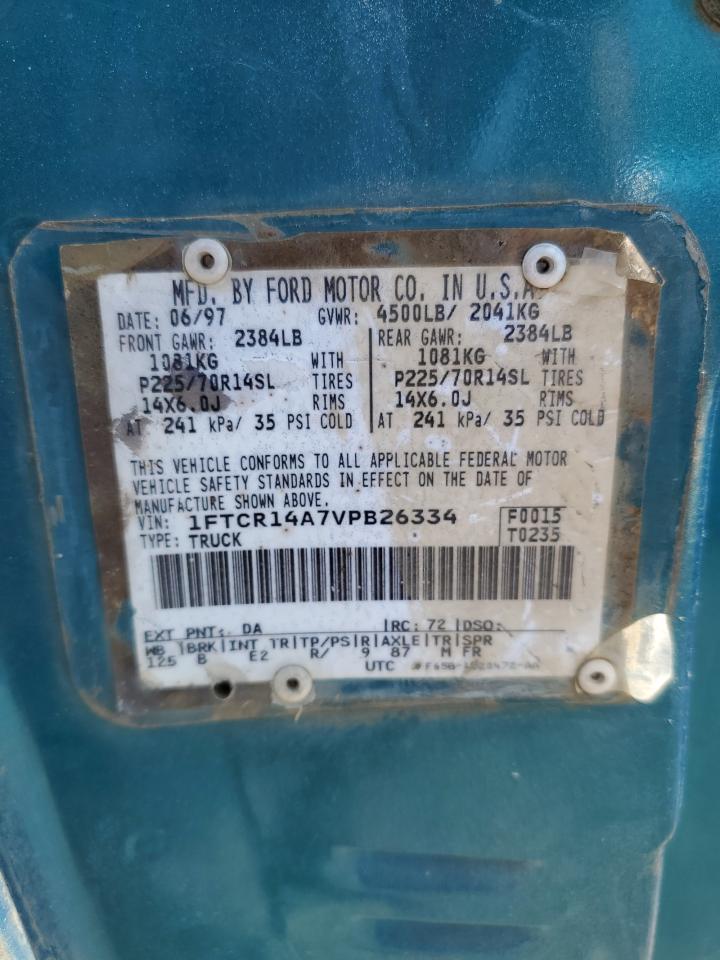 MFD. BY FORD MOTOR CO. IN U.S.A.
DATE: 06/97 GVWR: 4500LB/ 2041KG
FRONT GAWR: 2384LB REAR GAWR: 2384LB
1081KG WITH 1081KG WITH
P225/70R14SL TIRES P225/70R14SL TIRES
14X6.0J RIMS 14X6.0J RIMS
AT 241 kPa/ 35 PSI COLD AT 241 kPa/ 35 PSI COLD
THIS VEHICLE CONFORMS TO ALL APPLICABLE FEDERAL MOTOR
VEHICLE SAFETY STANDARDS IN EFFECT ON THE DATE OF
MANUFACTURE SHOWN ABOVE.
VIN: 1FTCR14A7VPB26334 F0015
TYPE: TRUCK T0235
EXT PNT: DA RC: 72 DSO:
WB BRK INT TR TP/PS R AXLE TR SPR
125 B E2 R/ 9 87 M FR
UTC